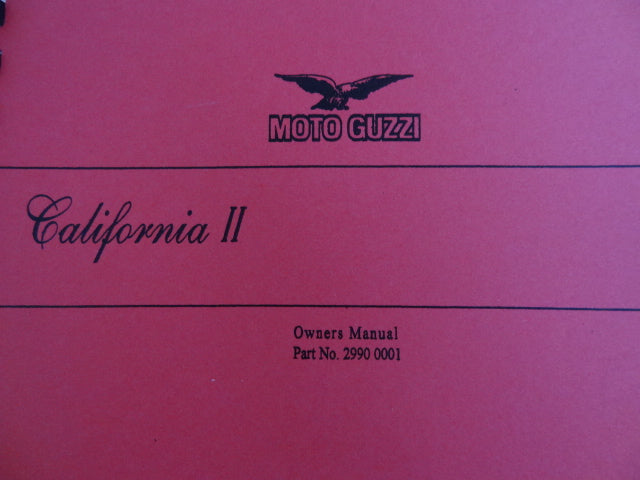 MOTO GUZZI
California II
Owners Manual
Part No. 2990 0001